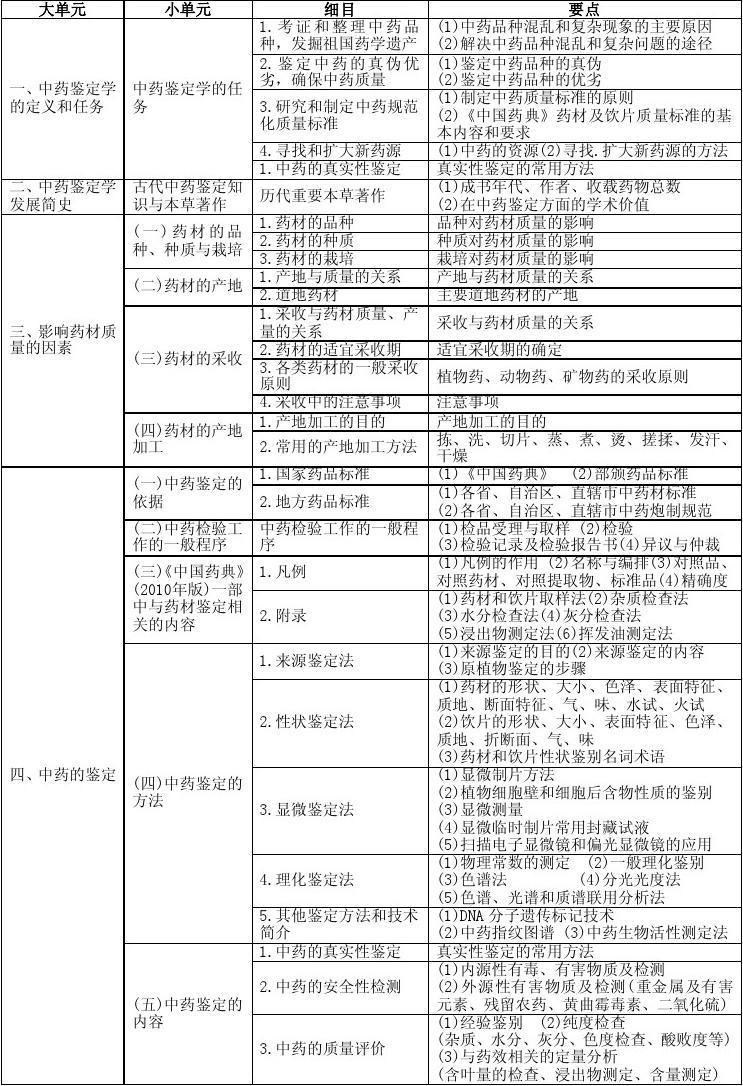 大单元 小单元 细目 要点
一、中药鉴定学的定义和任务
中药鉴定学的任务
1.考证和整理中药品种，发掘祖国药学遗产
(1)中药品种混乱和复杂现象的主要原因
(2)解决中药品种混乱和复杂问题的途径
2.鉴定中药的真伪优劣，确保中药质量
(1)鉴定中药品种的真伪
(2)鉴定中药品种的优劣
3.研究和制定中药规范化质量标准
(1)制定中药质量标准的原则
(2)《中国药典》药材及饮片质量标准的基本内容和要求
4.寻找和扩大新药源
(1)中药的资源(2)寻找.扩大新药源的方法
1.中药的真实性鉴定
真实性鉴定的常用方法
二、中药鉴定学发展简史
古代中药鉴定知识与本草著作
历代重要本草著作
(1)成书年代、作者、收载药物总数
(2)在中药鉴定方面的学术价值
三、影响药材质量的因素
(一)药材的品种、种质与栽培
1.药材的品种
品种对药材质量的影响
2.药材的种质
种质对药材质量的影响
3.药材的栽培
栽培对药材质量的影响
(二)药材的产地
1.产地与质量的关系
产地与药材质量的关系
2.道地药材
主要道地药材的产地
(三)药材的采收
1.采收与药材质量、产量的关系
采收与药材质量的关系
2.药材的适宜采收期
适宜采收期的确定
3.各类药材的一般采收原则
植物药、动物药、矿物药的采收原则
4.采收中的注意事项
注意事项
(四)药材的产地加工
1.产地加工的目的
产地加工的目的
2.常用的产地加工方法
拣、洗、切片、蒸、煮、烫、搓揉、发汗、干燥
四、中药的鉴定
(一)中药鉴定的依据
1.国家药品标准
(1)《中国药典》 (2)部颁药品标准
2.地方药品标准
(1)各省、自治区、直辖市中药材标准
(2)各省、自治区、直辖市中药炮制规范
(二)中药检验工作的一般程序
中药检验工作的一般程序
(1)检品受理与取样 (2)检验
(3)检验记录及检验报告书(4)异议与仲裁
(三)《中国药典》(2010年版)一部中与药材鉴定相关的内容
1.凡例
(1)凡例的作用 (2)名称与编排(3)对照品、对照药材、对照提取物、标准品(4)精确度
2.附录
(1)药材和饮片取样法(2)杂质检查法
(3)水分检查法(4)灰分检查法
(5)浸出物测定法(6)挥发油测定法
(四)中药鉴定的方法
1.来源鉴定法
(1)来源鉴定的目的(2)来源鉴定的内容
(3)原植物鉴定的步骤
2.性状鉴定法
(1)药材的形状、大小、色泽、表面特征、质地、断面特征、气、味、水试、火试
(2)饮片的形状、大小、表面特征、色泽、质地、折断面、气、味
(3)药材和饮片性状鉴别名词术语
3.显微鉴定法
(1)显微制片方法
(2)植物细胞壁和细胞后含物性质的鉴别
(3)显微测量
(4)显微临时制片常用封藏试液
(5)扫描电子显微镜和偏光显微镜的应用
4.理化鉴定法
(1)物理常数的测定 (2)一般理化鉴别
(3)色谱法 (4)分光光度法
(5)色谱、光谱和质谱联用分析法
5.其他鉴定方法和技术简介
(1)DNA分子遗传标记技术
(2)中药指纹图谱 (3)中药生物活性测定法
(五)中药鉴定的内容
1.中药的真实性鉴定
真实性鉴定的常用方法
2.中药的安全性检测
(1)内源性有毒、有害物质及检测
(2)外源性有害物质及检测(重金属及有害元素、残留农药、黄曲霉毒素、二氧化硫)
3.中药的质量评价
(1)经验鉴别 (2)纯度检查
(杂质、水分、灰分、色度检查、酸败度等)
(3)与药效相关的定量分析
(含叶量的检查、浸出物测定、含量测定)